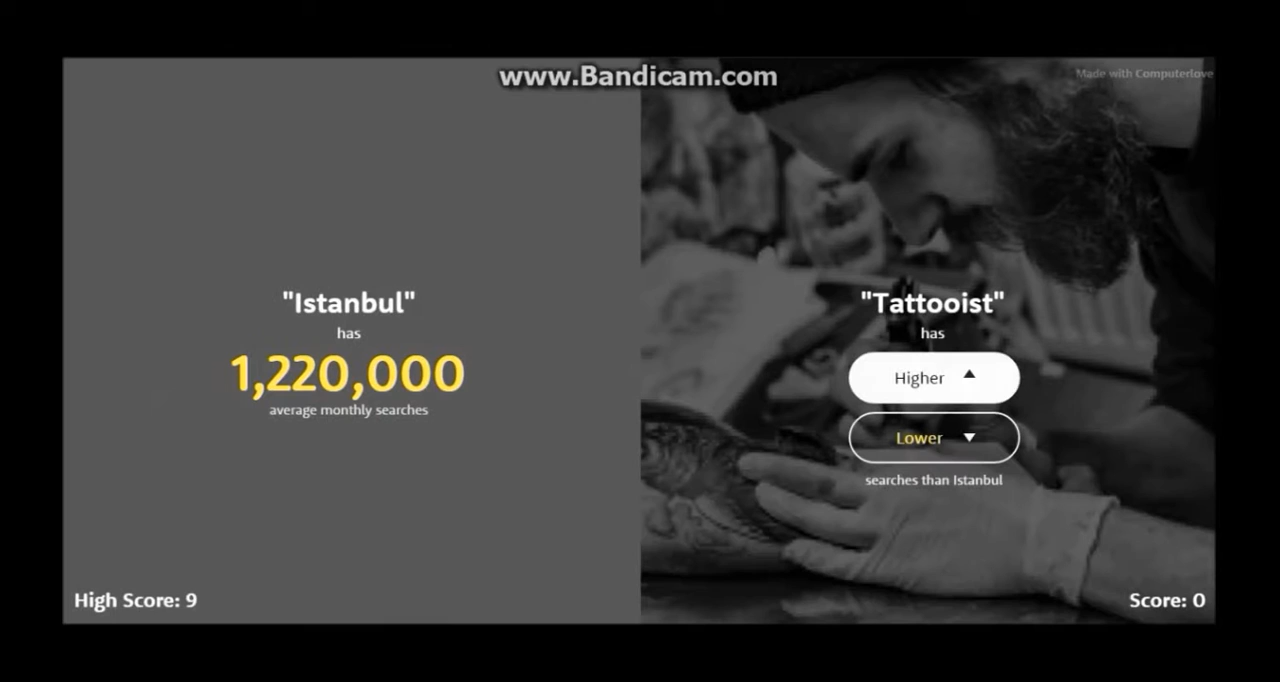 www.Bandicam.com
Made with Computerlove
"Istanbul"
has
1,220,000
average monthly searches
"Tattooist"
has
Higher
Lower
searches than Istanbul
High Score: 9
Score: 0